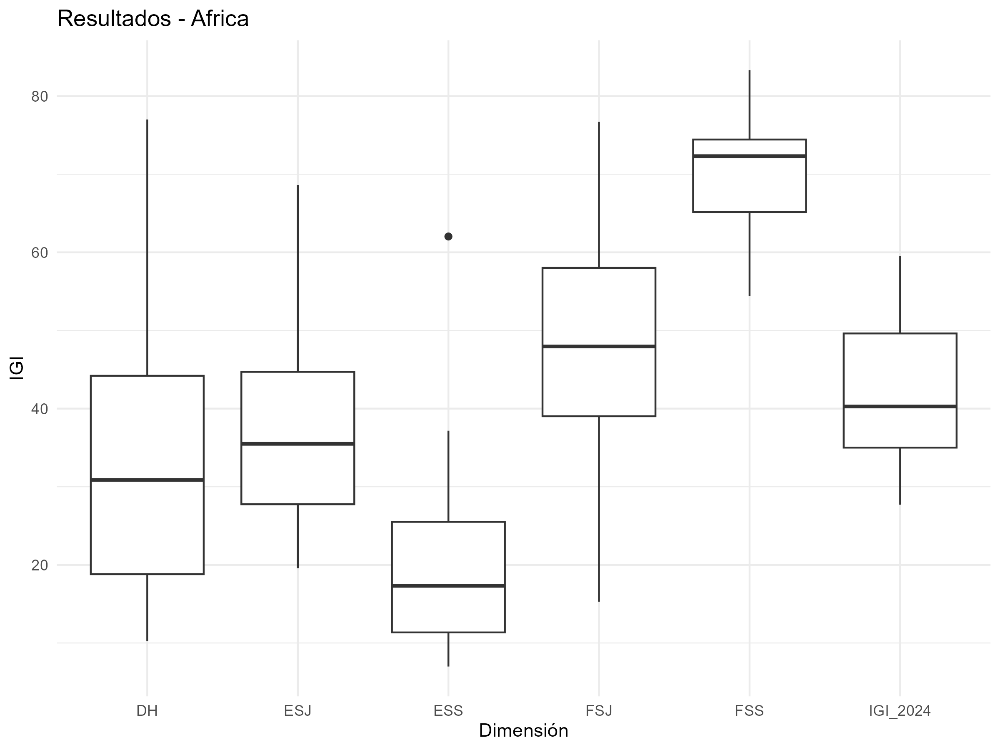 Resultados - Africa
80
60
40
20
IGI
DH ESJ ESS FSJ FSS IGI_2024
Dimensión